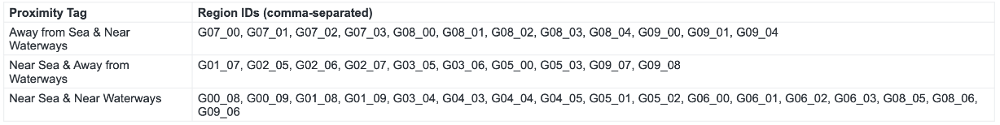 Proximity Tag Region IDs (comma-separated)
Away from Sea & Near Waterways G07_00, G07_01, G07_02, G07_03, G08_00, G08_01, G08_02, G08_03, G08_04, G09_00, G09_01, G09_04
Near Sea & Away from Waterways G01_07, G02_05, G02_06, G02_07, G03_05, G03_06, G05_00, G05_03, G09_07, G09_08
Near Sea & Near Waterways G00_08, G00_09, G01_08, G01_09, G03_04, G04_03, G04_04, G04_05, G05_01, G05_02, G06_00, G06_01, G06_02, G06_03, G08_05, G08_06,
G09_06